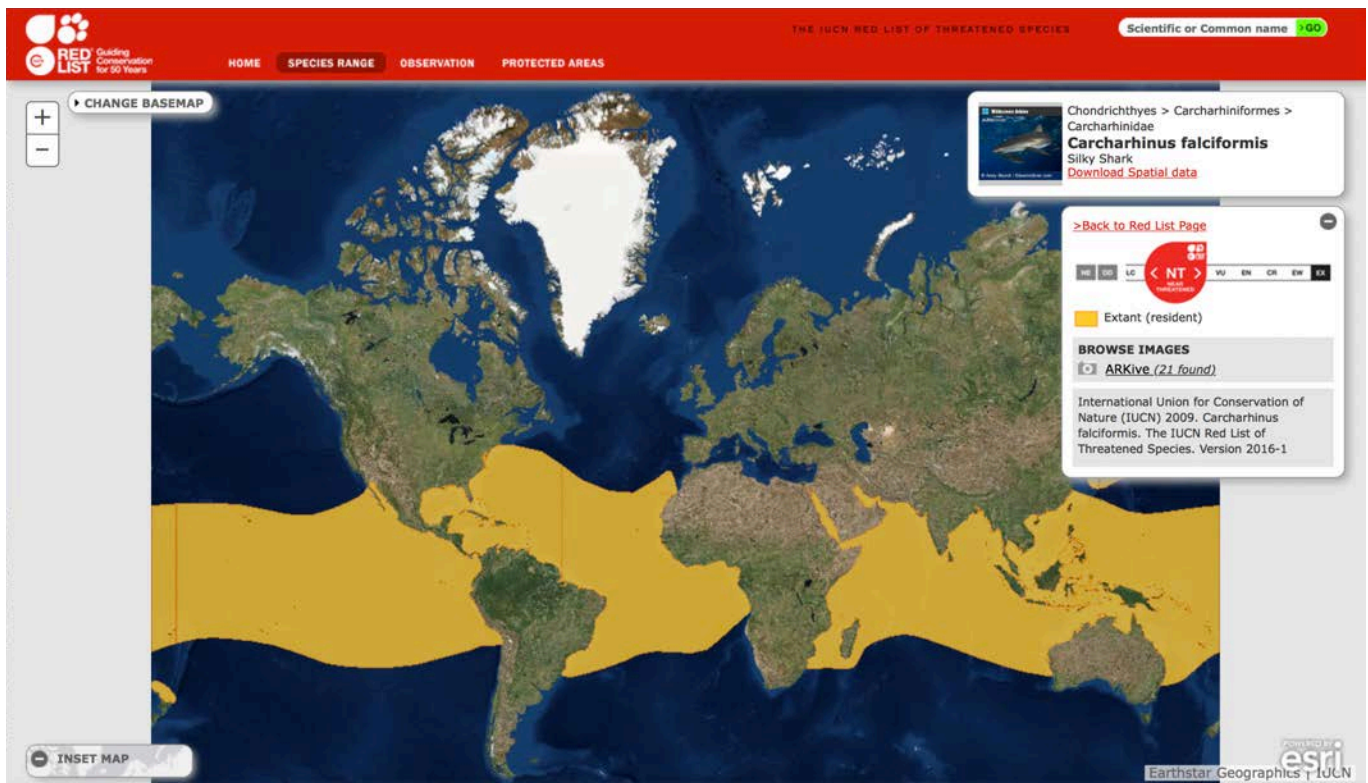 THE IUCN RED LIST OF THREATENED SPECIES
Scientific or Common name >GO
RED Guiding
LIST Conservation
for 50 Years
HOME SPECIES RANGE OBSERVATION PROTECTED AREAS
+
−
CHANGE BASEMAP
Chondrichthyes > Carcharhiniformes >
Carcharhinidae
Carcharhinus falciformis
Silky Shark
Download Spatial data
>Back to Red List Page
NE DD LC < NT > VU EN CR EW EX
NEAR
THREATENED
Extant (resident)
BROWSE IMAGES
ARKive (21 found)
International Union for Conservation of
Nature (IUCN) 2009. Carcharhinus
falciformis. The IUCN Red List of
Threatened Species. Version 2016-1
INSET MAP
POWERED BY
esri
Earthstar Geographics | IUCN